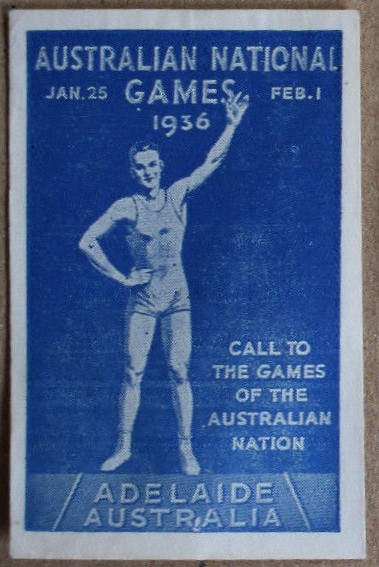 AUSTRALIAN NATIONAL
JAN. 25 GAMES FEB. 1
1936
CALL TO
THE GAMES
OF THE
AUSTRALIAN
NATION
ADELAIDE
AUSTRALIA